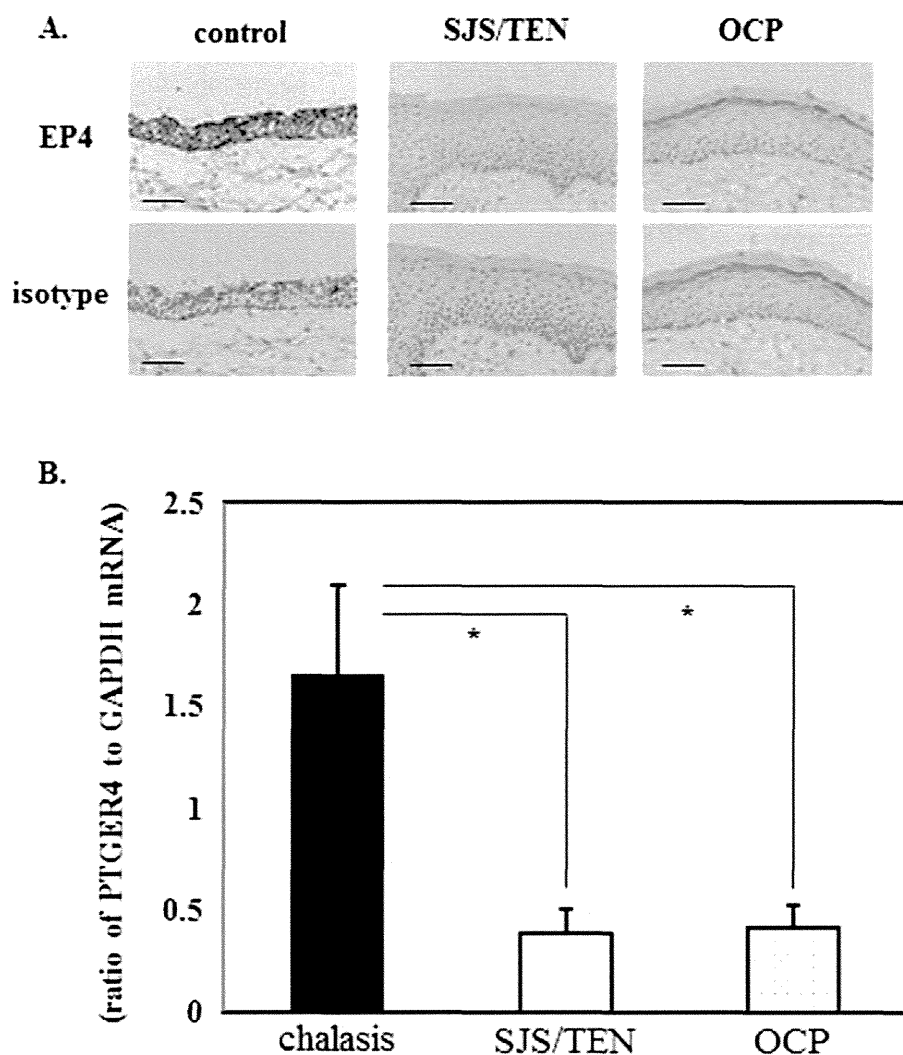 A.
control SJS/TEN OCP
EP4
isotype
B.
(ratio of PTGER4 to GAPDH mRNA)
2.5
2
1.5
1
0.5
0
*
*
chalasis SJS/TEN OCP